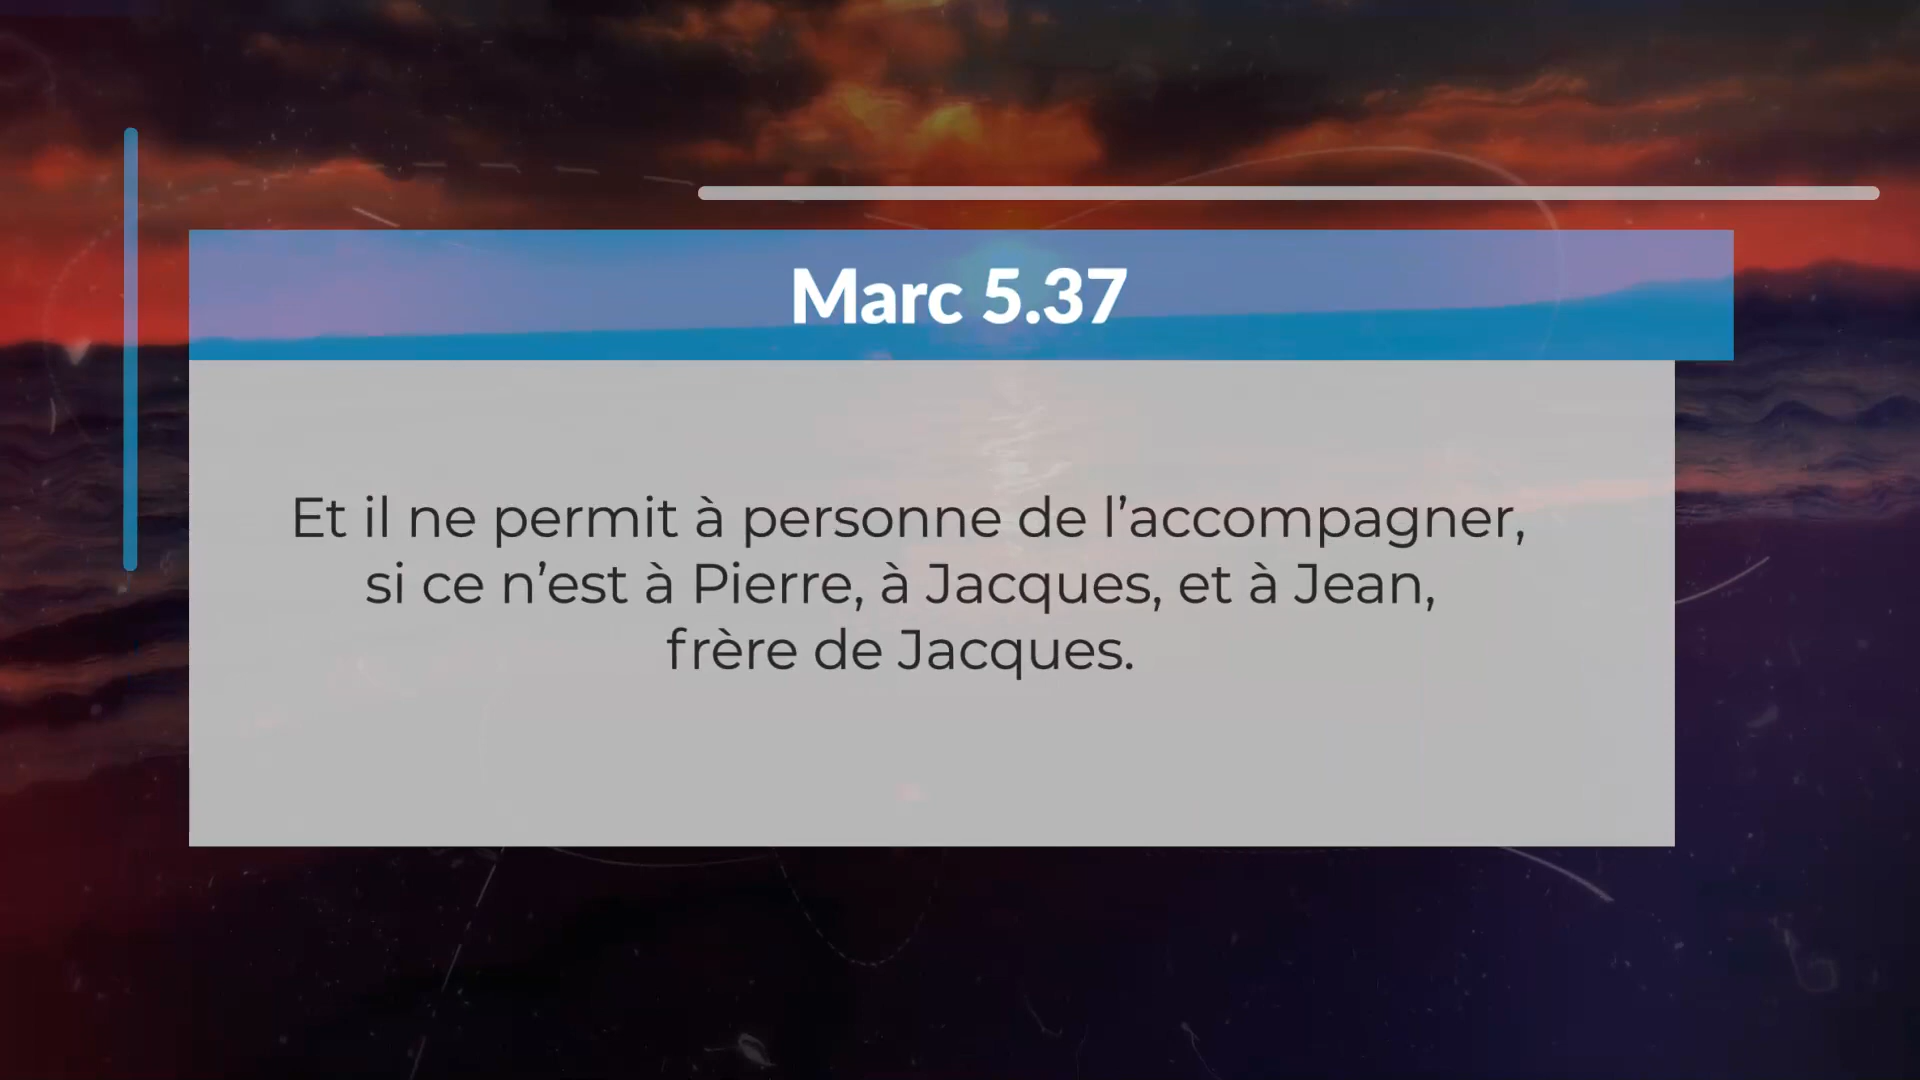 Marc 5.37
Et il ne permit à personne de l’accompagner,
si ce n’est à Pierre, à Jacques, et à Jean,
frère de Jacques.